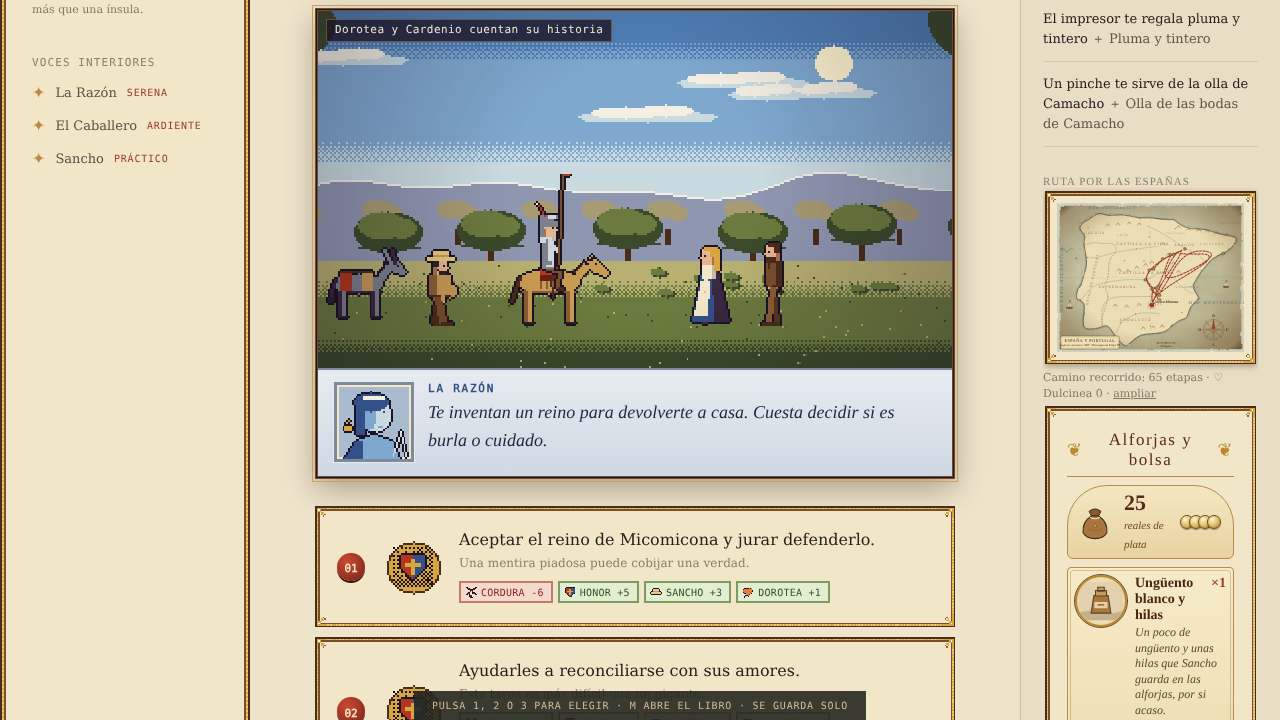 más que una ínsula.
VOCES INTERIORES
✦ La Razón SERENA
✦ El Caballero ARDIENTE
✦ Sancho PRÁCTICO
Dorotea y Cardenio cuentan su historia
LA RAZÓN
Te inventan un reino para devolverte a casa. Cuesta decidir si es
burla o cuidado.
01
Aceptar el reino de Micomicona y jurar defenderlo.
Una mentira piadosa puede cobijar una verdad.
CORDURA -6 HONOR +5 SANCHO +3 DOROTEA +1
02
Ayudarles a reconciliarse con sus amores.
PULSA 1, 2 O 3 PARA ELEGIR · M ABRE EL LIBRO · SE GUARDA SOLO
El impresor te regala pluma y
tintero + Pluma y tintero
Un pinche te sirve de la olla de
Camacho + Olla de las bodas
de Camacho
RUTA POR LAS ESPAÑAS
ESPAÑA Y PORTUGAL
Camino recorrido: 65 etapas · ♡
Dulcinea 0 · ampliar
Alforjas y
bolsa
25
reales de
plata
Ungüento ×1
blanco y
hilas
Un poco de
ungüento y unas
hilas que Sancho
guarda en las
alforjas, por si
acaso.